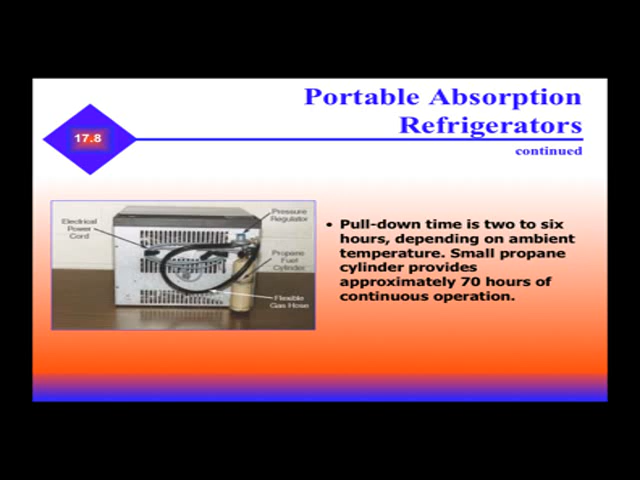 Portable Absorption
Refrigerators
continued
17.8
Electrical
Power
Cord
Pressure
Regulator
Propane
Fuel
Cylinder
Flexible
Gas Hose
• Pull-down time is two to six
hours, depending on ambient
temperature. Small propane
cylinder provides
approximately 70 hours of
continuous operation.